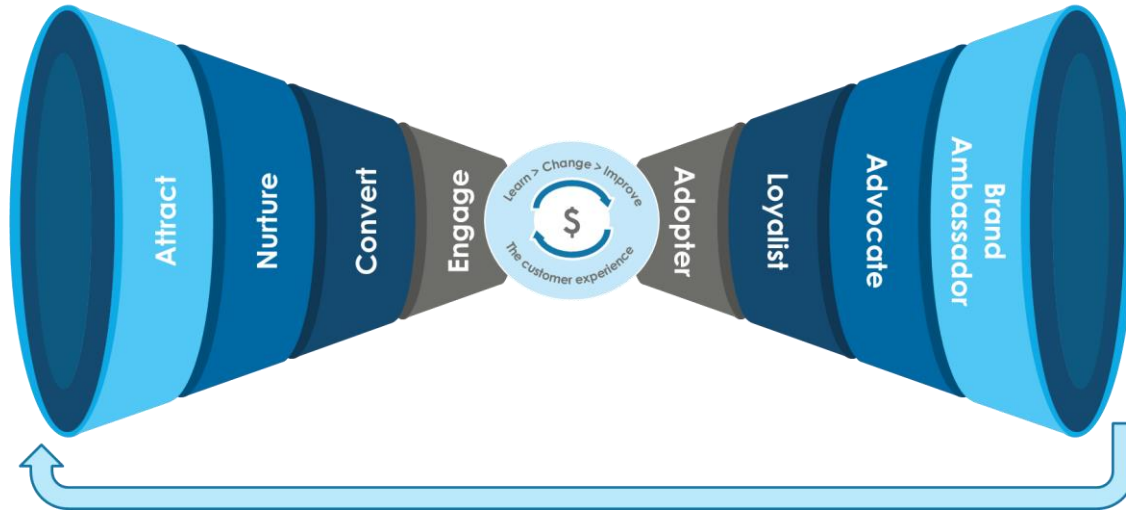 Attract
Nurture
Convert
Engage
Learn > Change > Improve
$
The customer experience
Adopter
Loyalist
Advocate
Brand
Ambassador